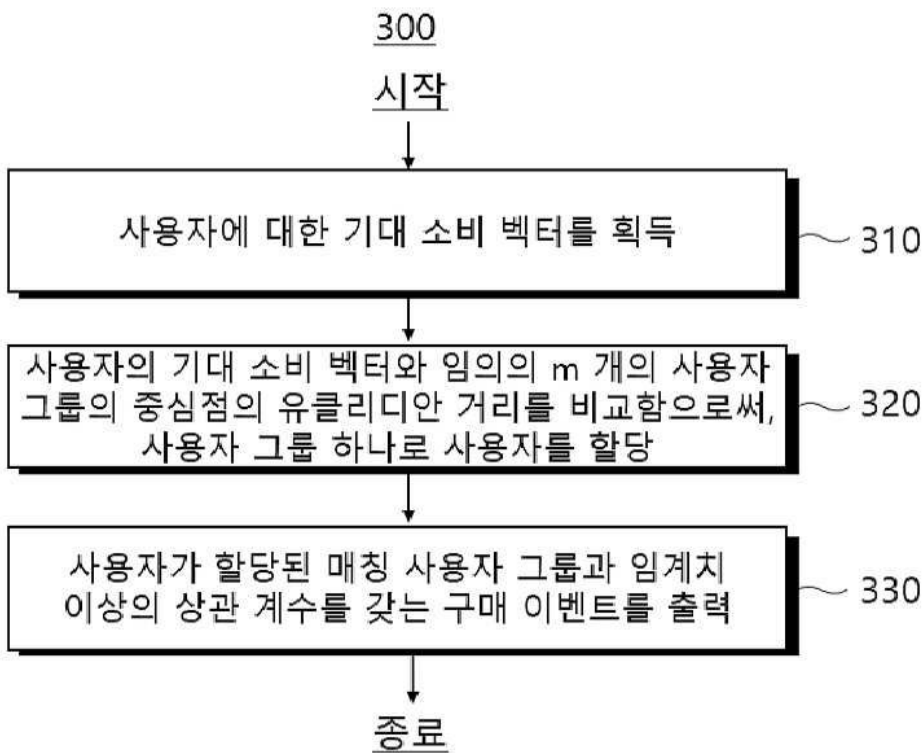 300
시작
사용자에 대한 기대 소비 벡터를 획득
310
사용자의 기대 소비 벡터와 임의의 m 개의 사용자
그룹의 중심점의 유클리디안 거리를 비교함으로써,
사용자 그룹 하나로 사용자를 할당
320
사용자가 할당된 매칭 사용자 그룹과 임계치
이상의 상관 계수를 갖는 구매 이벤트를 출력
330
종료